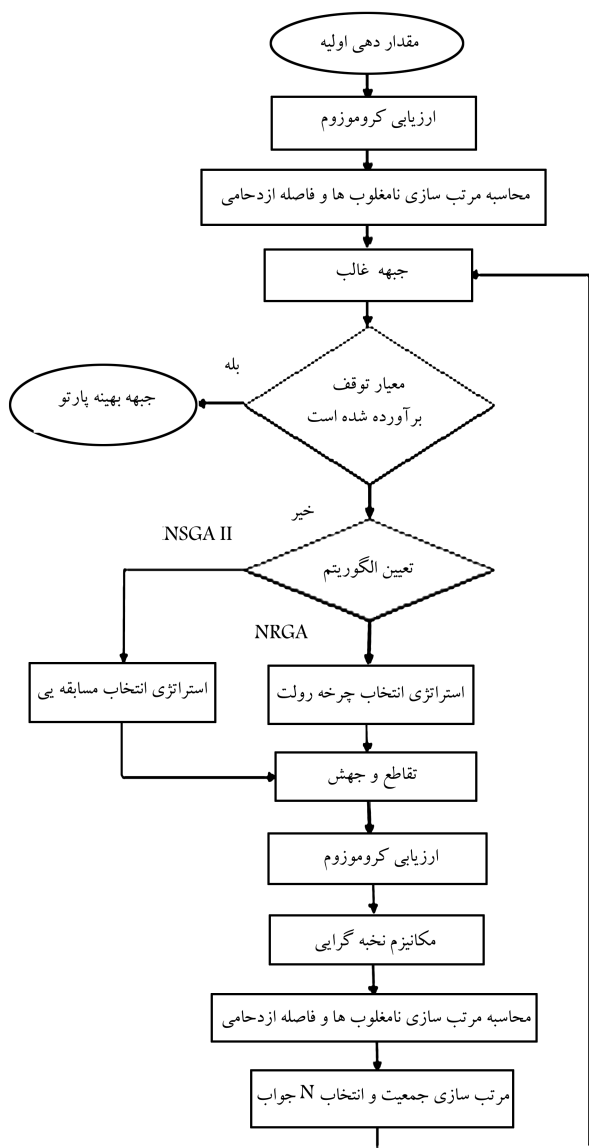 مقدار دهی اولیه
ارزیابی کروموزوم
محاسبه مرتب سازی نامغلوب ها و فاصله ازدحامی
جبهه غالب
معیار توقف
برآورده شده است
بله
جبهه بهینه پارتو
خیر
تعیین الگوریتم
NSGA II
NRGA
استراتژی انتخاب چرخه رولت
استراتژی انتخاب مسابقه یی
تقاطع و جهش
ارزیابی کروموزوم
مکانیزم نخبه گرایی
محاسبه مرتب سازی نامغلوب ها و فاصله ازدحامی
مرتب سازی جمعیت و انتخاب N جواب